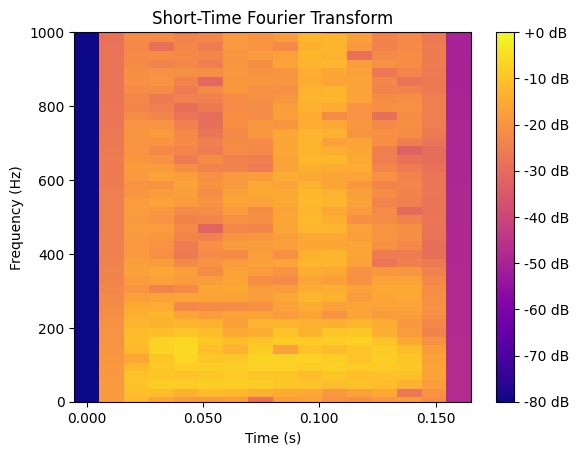 Short-Time Fourier Transform
Frequency (Hz)
1000
800
600
400
200
0
0.000
0.050
0.100
0.150
Time (s)
+0 dB
-10 dB
-20 dB
-30 dB
-40 dB
-50 dB
-60 dB
-70 dB
-80 dB